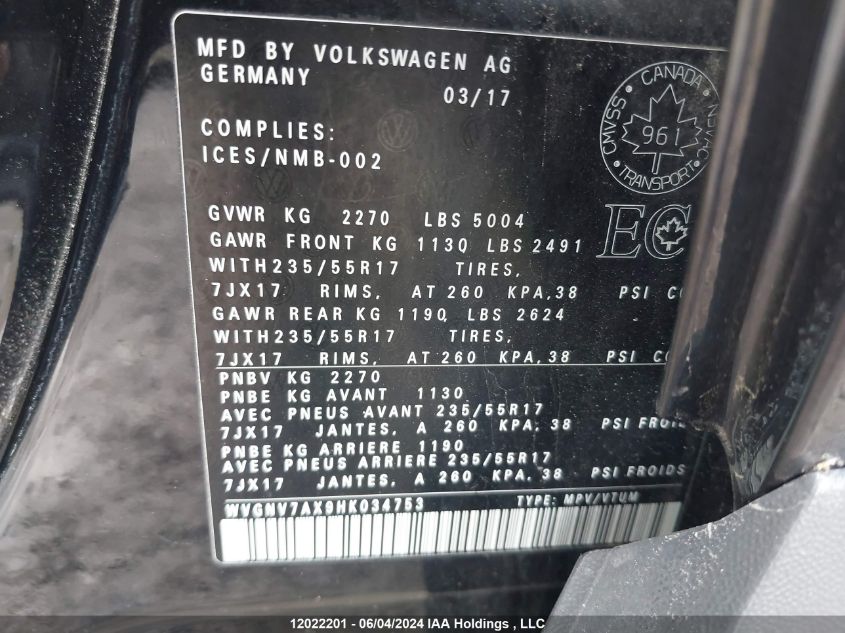 MFD BY VOLKSWAGEN AG
GERMANY
03/17
CANADA
CMVSS
NSVAC
961
TRANSPORT
COMPLIES:
ICES/NMB-002
EC
GVWR KG 2270 LBS 5004
GAWR FRONT KG 1130 LBS 2491
WITH235/55R17 TIRES,
7JX17 RIMS, AT 260 KPA,38 PSI CO
GAWR REAR KG 1190 LBS 2624
WITH235/55R17 TIRES,
7JX17 RIMS, AT 260 KPA,38 PSI CO
PNBV KG 2270
PNBE KG AVANT 1130
AVEC PNEUS AVANT 235/55R17
7JX17 JANTES, A 260 KPA, 38 PSI FROID
PNBE KG ARRIERE 1190
AVEC PNEUS ARRIERE 235/55R17
7JX17 JANTES, A 260 KPA, 38 PSI FROIDS
WVGNV7AX9HK034753 TYPE: MPV/VTUM
12022201 - 06/04/2024 IAA Holdings, LLC